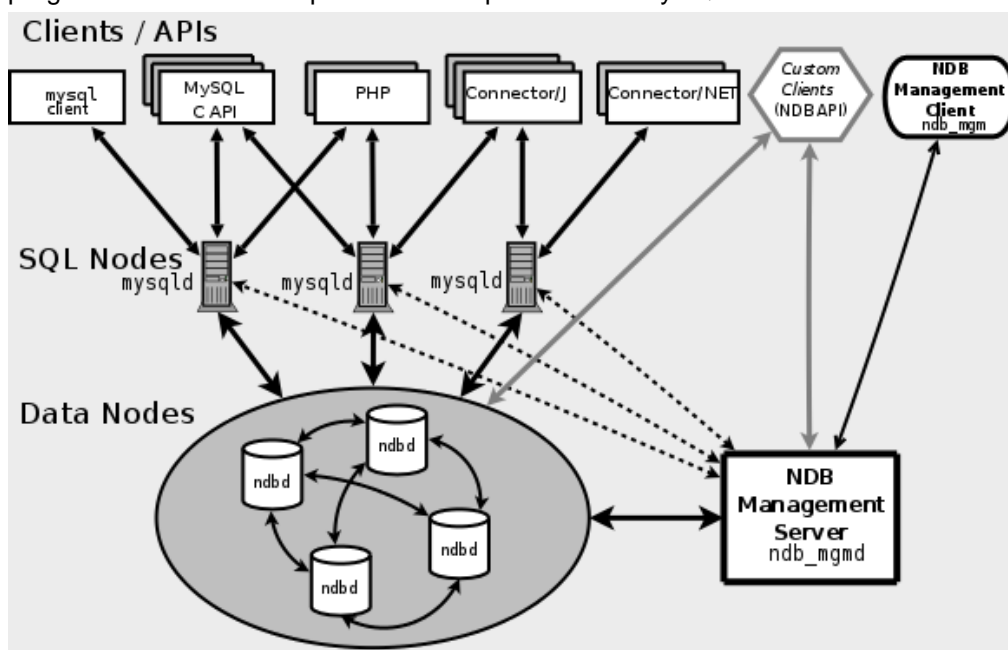 Clients / APIs
mysql
client
MySQL
C API
PHP
Connector/J
Connector/NET
Custom
Clients
(NDBAPI)
NDB
Management
Client
ndb_mgm
SQL Nodes
mysqld
mysqld
mysqld
Data Nodes
ndbd
ndbd
ndbd
ndbd
NDB
Management
Server
ndb_mgmd